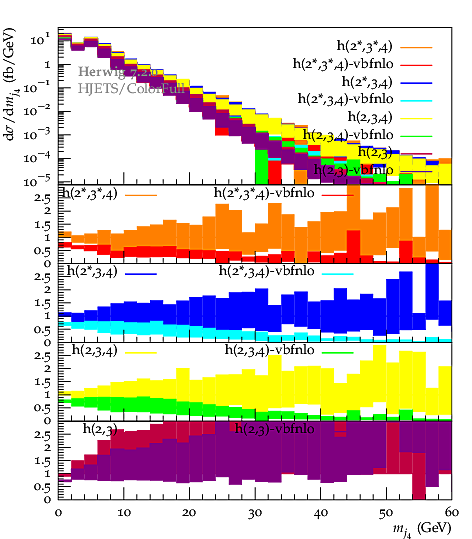 dσ/dm_{j4} (fb/GeV)
10^1
1
10^{-1}
10^{-2}
10^{-3}
10^{-4}
10^{-5}
Herwig 7.2.0
HJETS/ColorFull
h(2*,3*,4)
h(2*,3*,4)-vbfnlo
h(2*,3,4)
h(2*,3,4)-vbfnlo
h(2,3,4)
h(2,3,4)-vbfnlo
h(2,3)
h(2,3)-vbfnlo
h(2*,3*,4) h(2*,3*,4)-vbfnlo
2.5
2
1.5
1
0.5
0
h(2*,3,4) h(2*,3,4)-vbfnlo
2.5
2
1.5
1
0.5
0
h(2,3,4) h(2,3,4)-vbfnlo
2.5
2
1.5
1
0.5
0
h(2,3) h(2,3)-vbfnlo
2.5
2
1.5
1
0.5
0
0 10 20 30 40 50 60
m_{j4} (GeV)